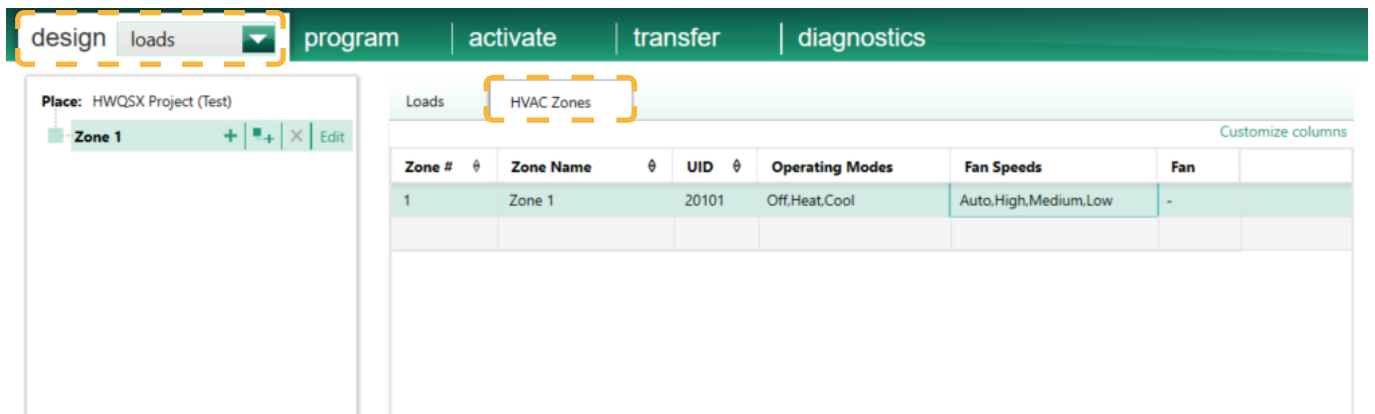 design loads program activate transfer diagnostics
Place: HWQSX Project (Test)
Zone 1 Edit
Loads HVAC Zones
Customize columns
Zone # Zone Name UID Operating Modes Fan Speeds Fan
1 Zone 1 20101 Off,Heat,Cool Auto,High,Medium,Low -